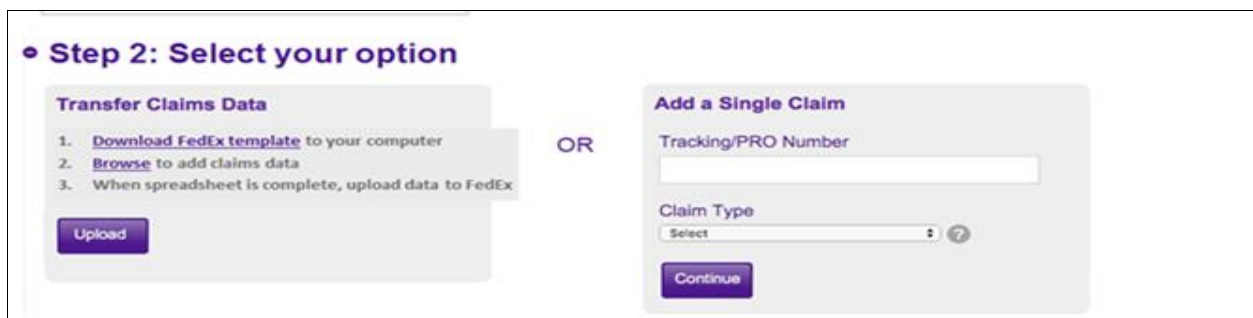 Step 2: Select your option
Transfer Claims Data
1. Download FedEx template to your computer
2. Browse to add claims data
3. When spreadsheet is complete, upload data to FedEx
Upload
OR
Add a Single Claim
Tracking/PRO Number
Claim Type
Select
?
Continue